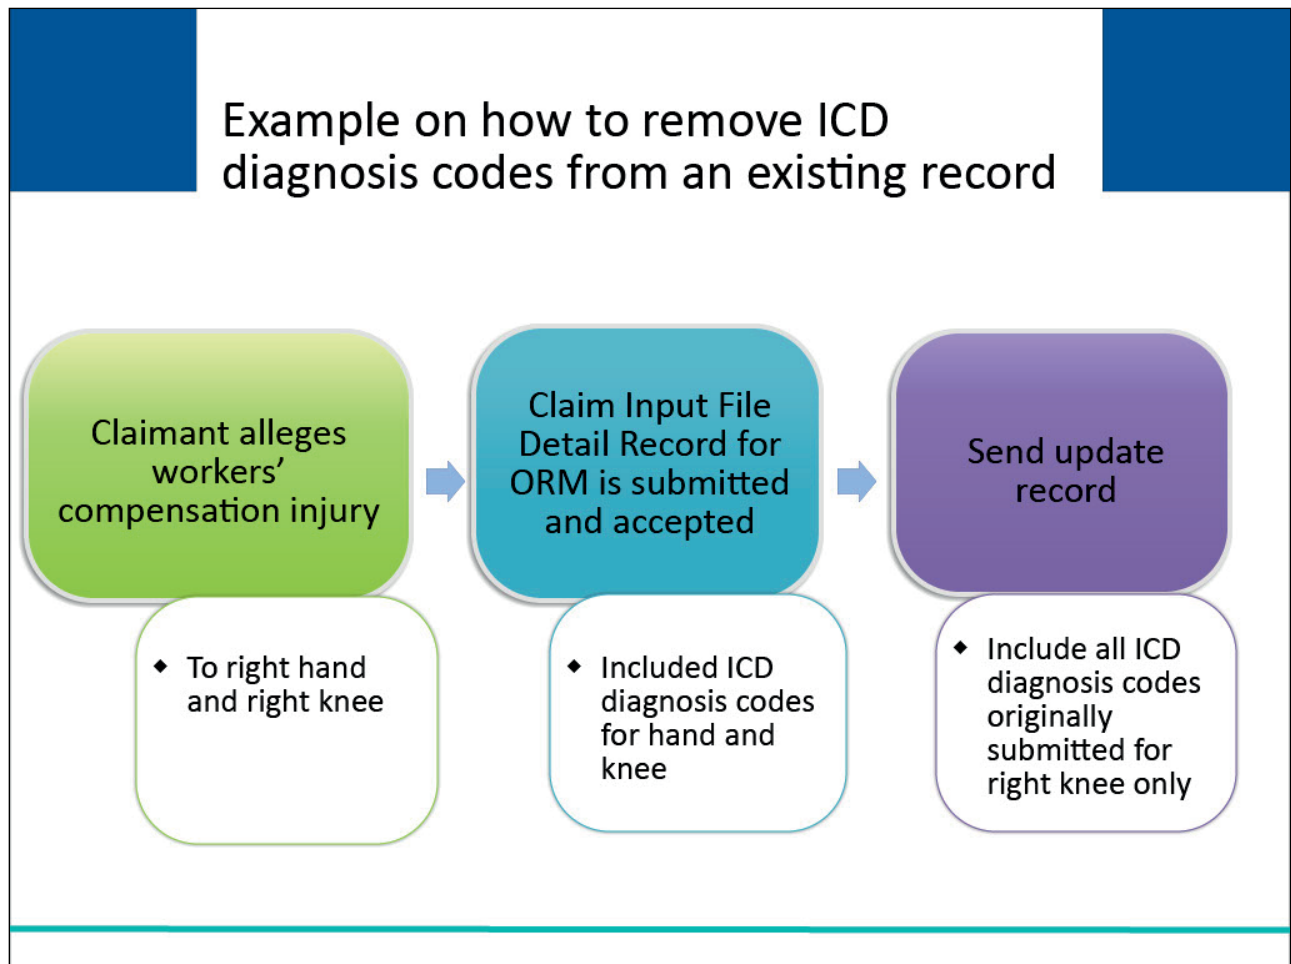 Example on how to remove ICD
diagnosis codes from an existing record
Claimant alleges
workers’
compensation injury
◆ To right hand
and right knee
Claim Input File
Detail Record for
ORM is submitted
and accepted
◆ Included ICD
diagnosis codes
for hand and
knee
Send update
record
◆ Include all ICD
diagnosis codes
originally
submitted for
right knee only